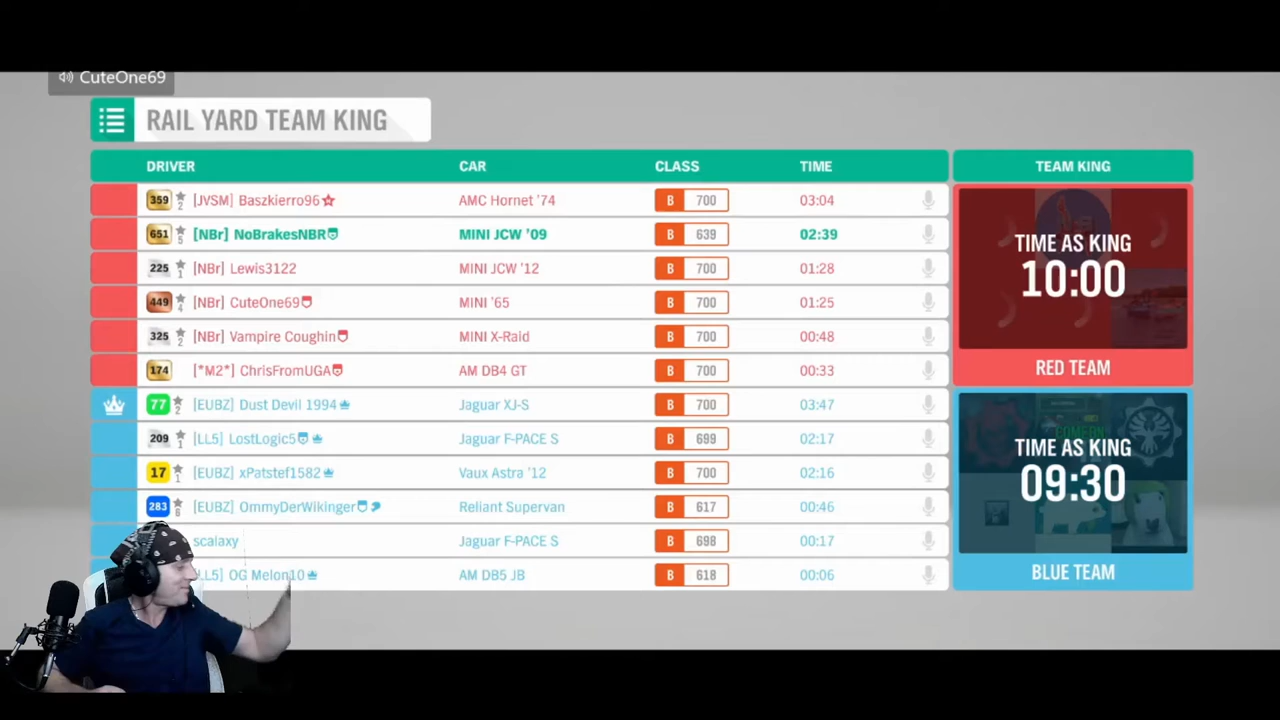 CuteOne69
RAIL YARD TEAM KING
DRIVER CAR CLASS TIME TEAM KING
359 2 [JVSM] Baszkierro96 AMC Hornet '74 B 700 03:04
651 5 [NBr] NoBrakesNBR MINI JCW '09 B 639 02:39
225 1 [NBr] Lewis3122 MINI JCW '12 B 700 01:28
449 4 [NBr] CuteOne69 MINI '65 B 700 01:25
325 2 [NBr] Vampire Coughin MINI X-Raid B 700 00:48
174 [*M2*] ChrisFromUGA AM DB4 GT B 700 00:33
77 2 [EUBZ] Dust Devil 1994 Jaguar XJ-S B 700 03:47
209 1 [LL5] LostLogic5 Jaguar F-PACE S B 699 02:17
17 1 [EUBZ] xPatstef1582 Vaux Astra '12 B 700 02:16
283 6 [EUBZ] OmmyDerWikinger Reliant Supervan B 617 00:46
scalaxy Jaguar F-PACE S B 698 00:17
LL5] OG Melon10 AM DB5 JB B 618 00:06
TIME AS KING
10:00
RED TEAM
TIME AS KING
09:30
BLUE TEAM